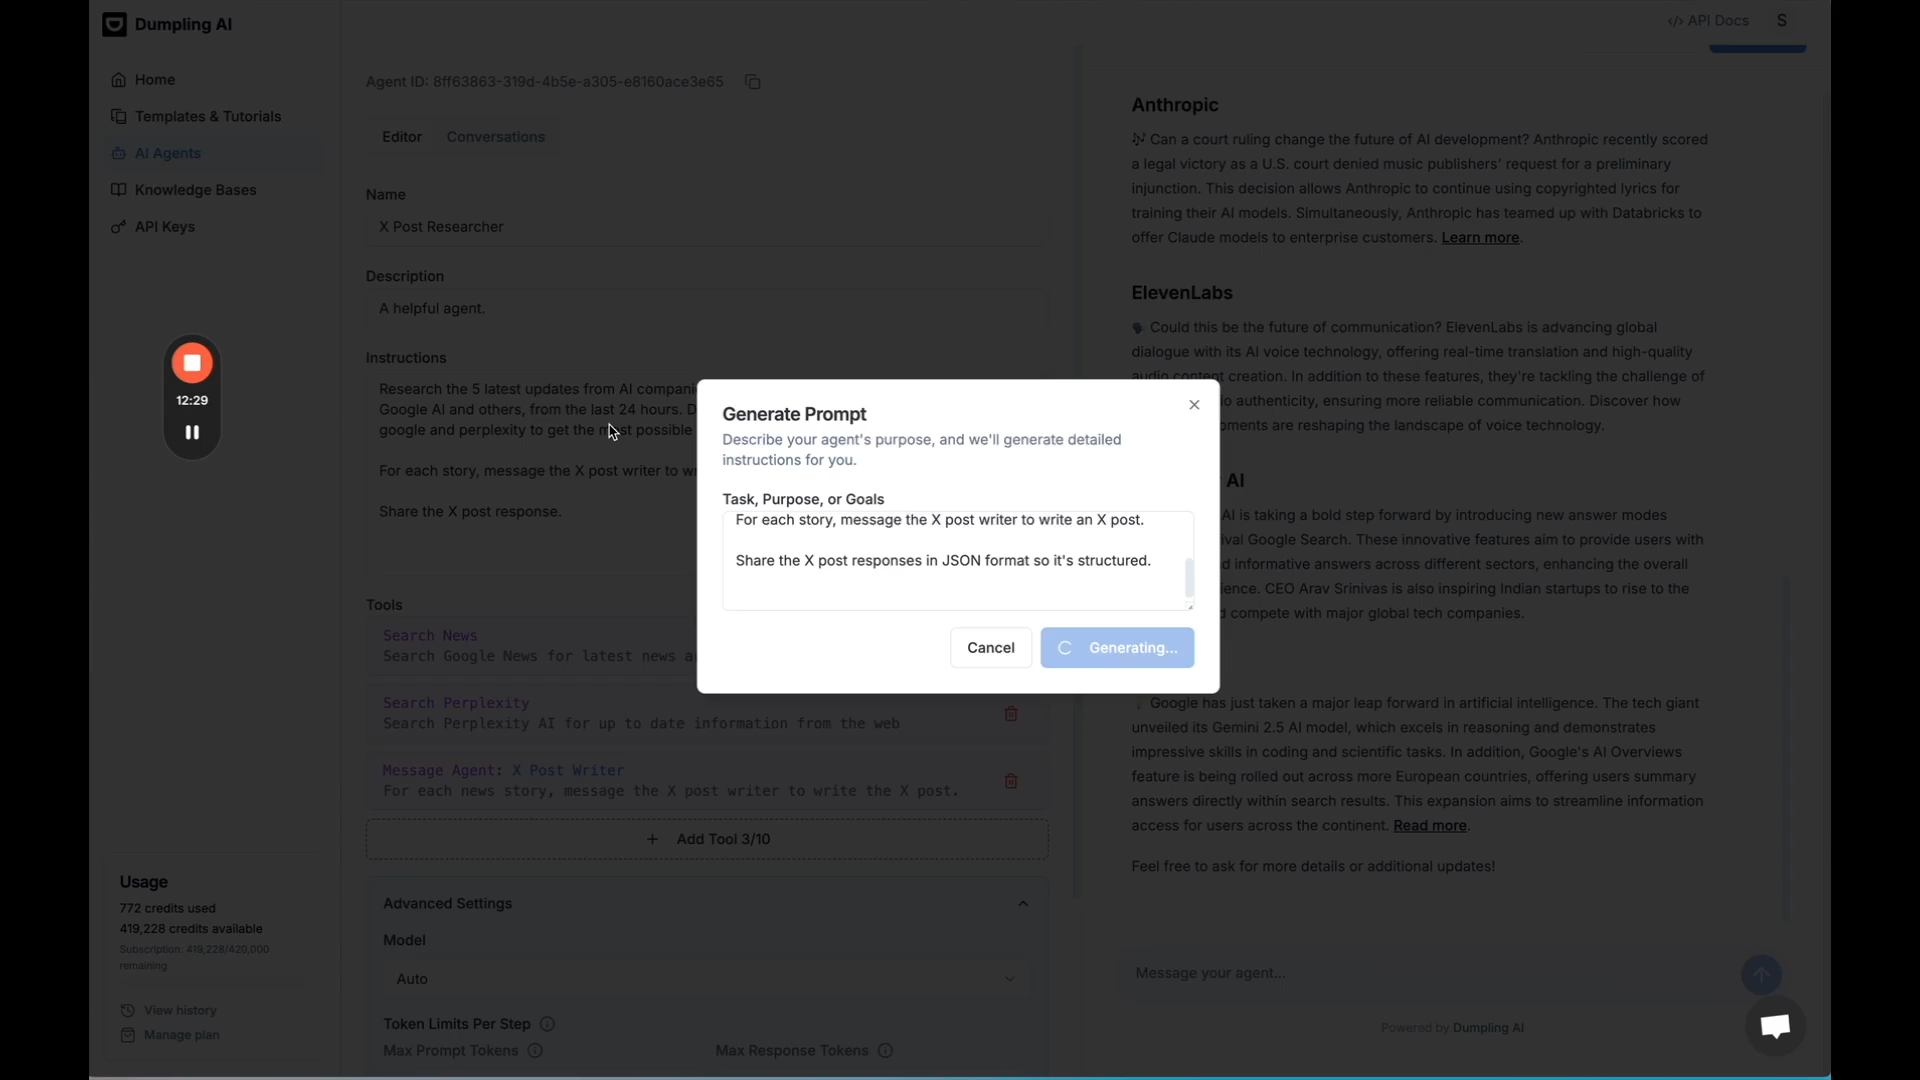 Dumpling AI
</> API Docs
S
Home
Templates & Tutorials
AI Agents
Knowledge Bases
API Keys
12:29
Usage
772 credits used
419,228 credits available
Subscription: 419,228/420,000
remaining
View history
Manage plan
Agent ID: 8ff63863-319d-4b5e-a305-e8160ace3e65
Editor
Conversations
Name
X Post Researcher
Description
A helpful agent.
Instructions
Research the 5 latest updates from AI compani
Google AI and others, from the last 24 hours. D
google and perplexity to get the most possible
For each story, message the X post writer to wr
Share the X post response.
Tools
Search News
Search Google News for latest news a
Search Perplexity
Search Perplexity AI for up to date information from the web
Message Agent: X Post Writer
For each news story, message the X post writer to write the X post.
+ Add Tool 3/10
Advanced Settings
Model
Auto
Token Limits Per Step
Max Prompt Tokens
Max Response Tokens
Generate Prompt
Describe your agent's purpose, and we'll generate detailed
instructions for you.
Task, Purpose, or Goals
For each story, message the X post writer to write an X post.
Share the X post responses in JSON format so it's structured.
Cancel
Generating...
Anthropic
🎶 Can a court ruling change the future of AI development? Anthropic recently scored
a legal victory as a U.S. court denied music publishers' request for a preliminary
injunction. This decision allows Anthropic to continue using copyrighted lyrics for
training their AI models. Simultaneously, Anthropic has teamed up with Databricks to
offer Claude models to enterprise customers. Learn more.
ElevenLabs
🗣️ Could this be the future of communication? ElevenLabs is advancing global
dialogue with its AI voice technology, offering real-time translation and high-quality
audio content creation. In addition to these features, they're tackling the challenge of
o authenticity, ensuring more reliable communication. Discover how
oments are reshaping the landscape of voice technology.
AI
AI is taking a bold step forward by introducing new answer modes
ival Google Search. These innovative features aim to provide users with
d informative answers across different sectors, enhancing the overall
ience. CEO Arav Srinivas is also inspiring Indian startups to rise to the
d compete with major global tech companies.
Google has just taken a major leap forward in artificial intelligence. The tech giant
unveiled its Gemini 2.5 AI model, which excels in reasoning and demonstrates
impressive skills in coding and scientific tasks. In addition, Google's AI Overviews
feature is being rolled out across more European countries, offering users summary
answers directly within search results. This expansion aims to streamline information
access for users across the continent. Read more.
Feel free to ask for more details or additional updates!
Message your agent...
Powered by Dumpling AI